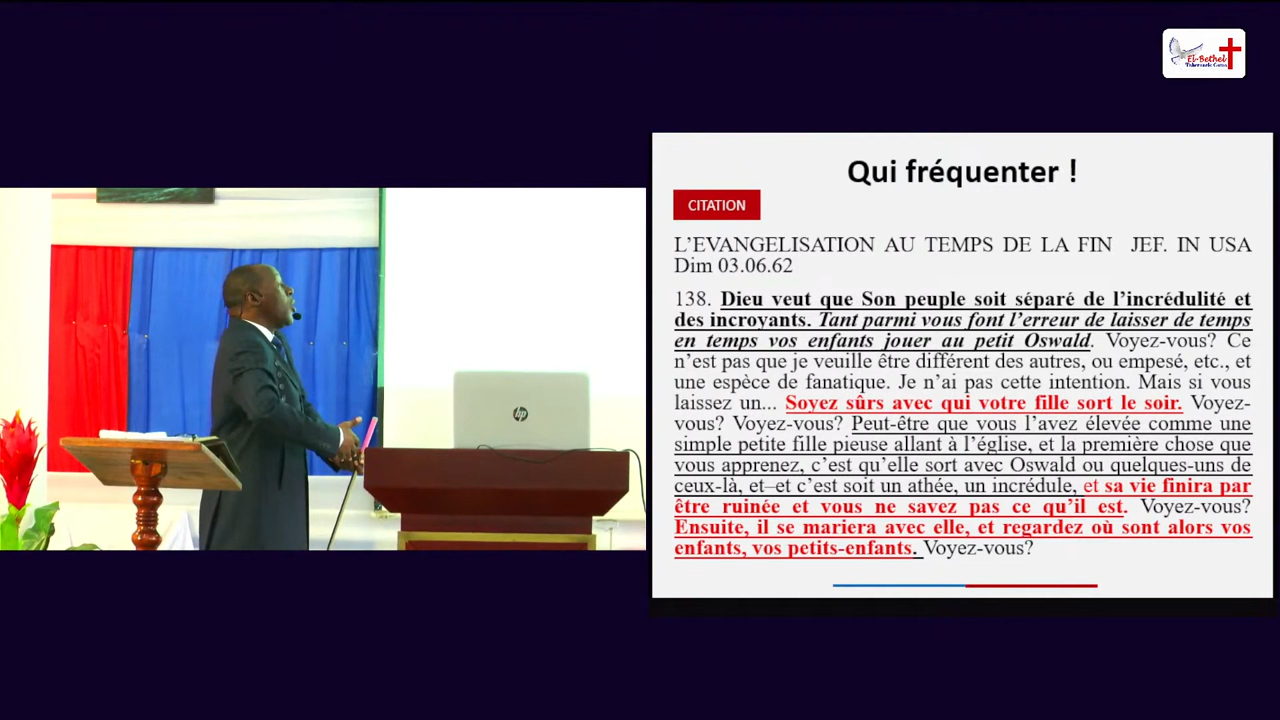 El-Bethel
Tabernacle Camus
Qui fréquenter !
CITATION
L’EVANGELISATION AU TEMPS DE LA FIN JEF. IN USA
Dim 03.06.62
138. Dieu veut que Son peuple soit séparé de l’incrédulité et
des incroyants. Tant parmi vous font l’erreur de laisser de temps
en temps vos enfants jouer au petit Oswald. Voyez-vous? Ce
n’est pas que je veuille être différent des autres, ou empesé, etc., et
une espèce de fanatique. Je n’ai pas cette intention. Mais si vous
laissez un... Soyez sûrs avec qui votre fille sort le soir. Voyez-
vous? Voyez-vous? Peut-être que vous l’avez élevée comme une
simple petite fille pieuse allant à l’église, et la première chose que
vous apprenez, c’est qu’elle sort avec Oswald ou quelques-uns de
ceux-là, et–et c’est soit un athée, un incrédule, et sa vie finira par
être ruinée et vous ne savez pas ce qu’il est. Voyez-vous?
Ensuite, il se mariera avec elle, et regardez où sont alors vos
enfants, vos petits-enfants. Voyez-vous?
hp